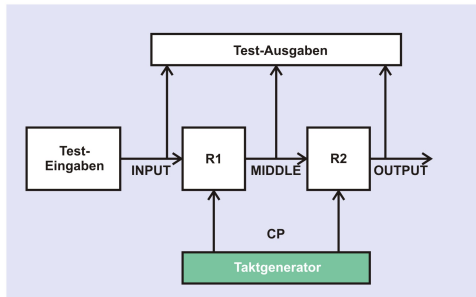 Test-Ausgaben
Test-
Eingaben
INPUT
R1
MIDDLE
R2
OUTPUT
CP
Taktgenerator